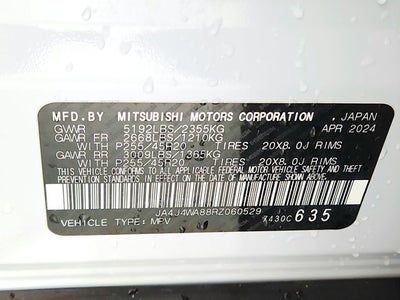 MFD.BY MITSUBISHI MOTORS CORPORATION, JAPAN
GVWR 5192LBS/2355KG APR 2024
GAWR FR 2668LBS/1210KG
WITH P255/45R20 TIRES 20X8.0J RIMS
GAWR RR 3009LBS/1365KG
WITH P255/45R20 TIRES 20X8.0J RIMS
THIS VEHICLE CONFORMS TO ALL APPLICABLE
FEDERAL MOTOR VEHICLE SAFETY AND THEFT
PREVENTION STANDARDS IN EFFECT ON THE DATE
OF MANUFACTURE SHOWN ABOVE.
JA4J4WA88RZ060529
VEHICLE TYPE: MPV 7430C 635